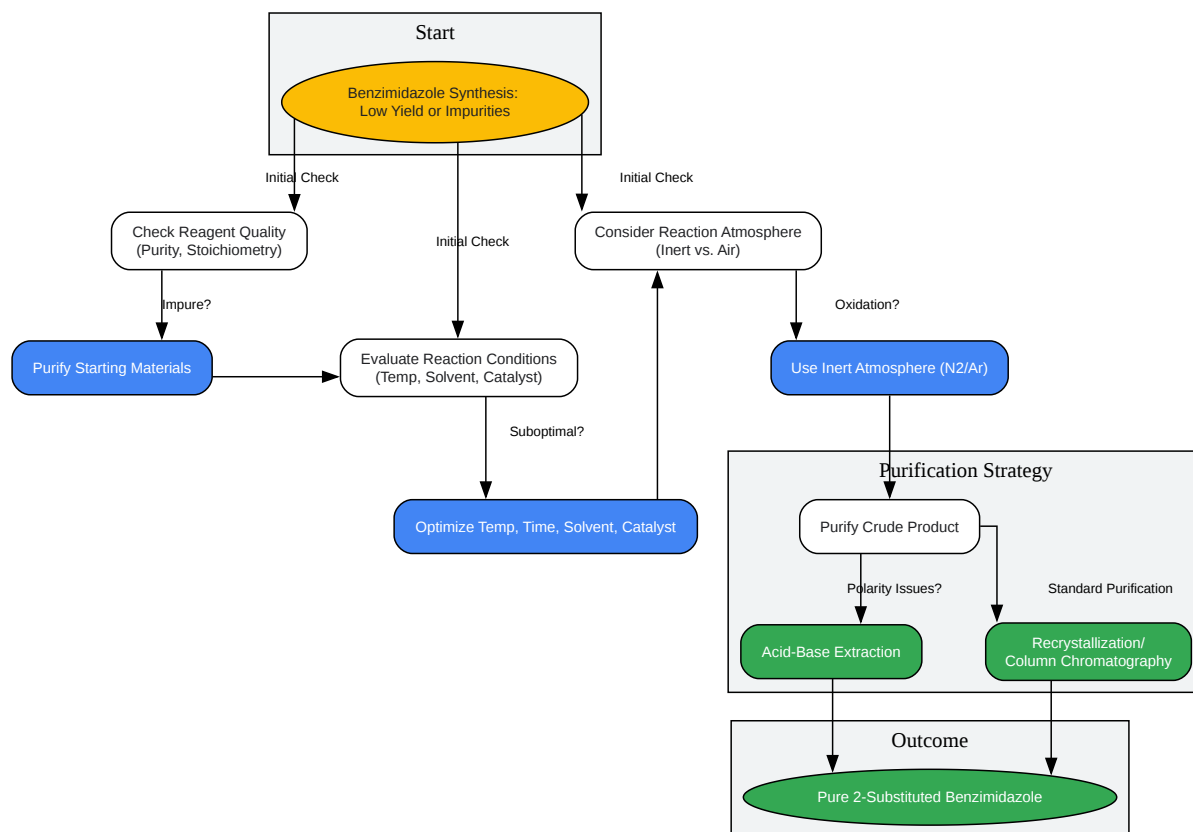 Start
Benzimidazole Synthesis:
Low Yield or Impurities
Initial Check
Initial Check
Initial Check
Check Reagent Quality
(Purity, Stoichiometry)
Consider Reaction Atmosphere
(Inert vs. Air)
Impure?
Oxidation?
Purify Starting Materials
Evaluate Reaction Conditions
(Temp, Solvent, Catalyst)
Use Inert Atmosphere (N2/Ar)
Suboptimal?
Optimize Temp, Time, Solvent, Catalyst
Purification Strategy
Purify Crude Product
Polarity Issues?
Standard Purification
Acid-Base Extraction
Recrystallization/
Column Chromatography
Outcome
Pure 2-Substituted Benzimidazole